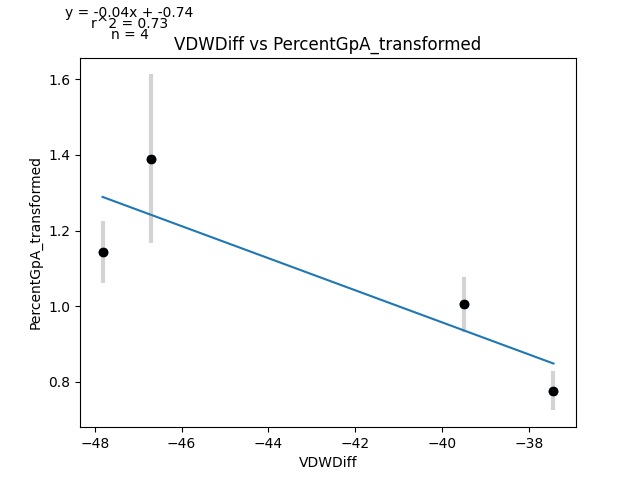 y = -0.04x + -0.74
r^2 = 0.73
n = 4
VDWDiff vs PercentGpA_transformed
PercentGpA_transformed
1.6
1.4
1.2
1.0
0.8
−48 −46 −44 −42 −40 −38
VDWDiff